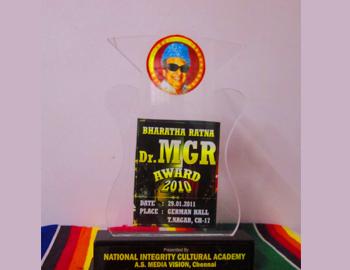 BHARATHA RATNA
Dr. MGR
AWARD
2010
DATE : 29.01.2011
PLACE : GERMAN HALL
T.NAGAR, CH-17
Presented By
NATIONAL INTEGRITY CULTURAL ACADEMY
A.S. MEDIA VISION, Chennai